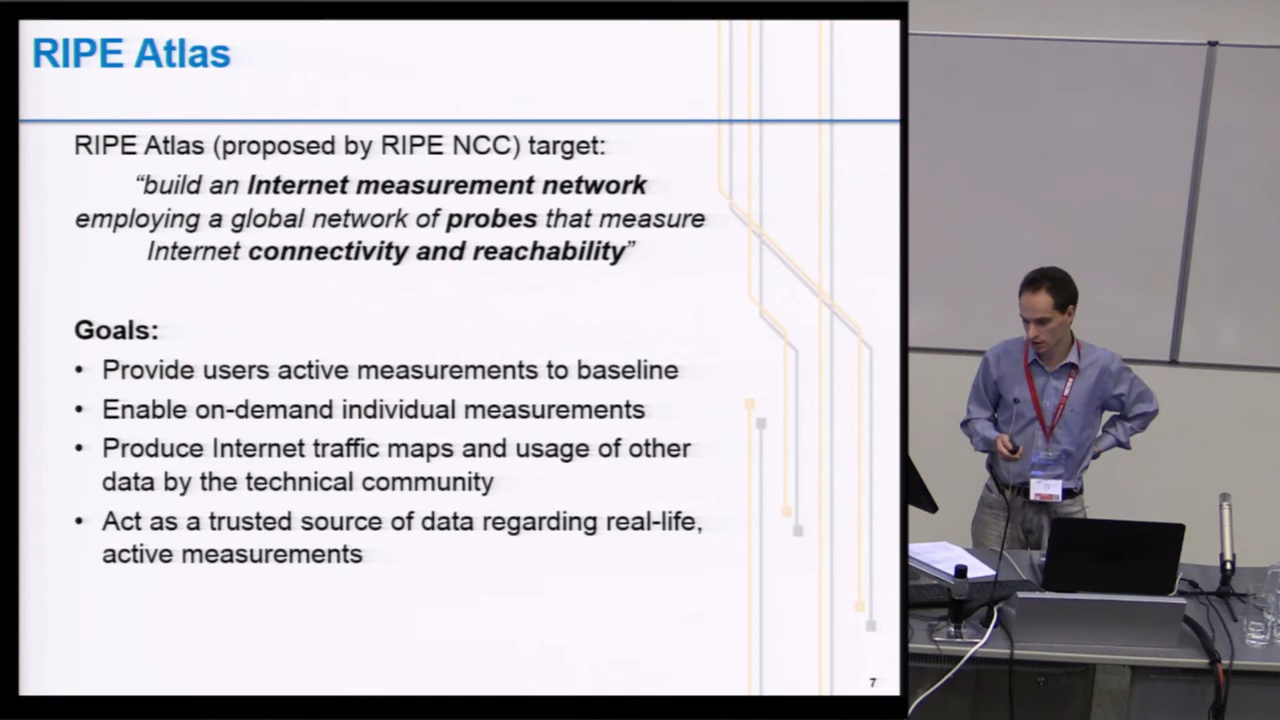 RIPE Atlas
RIPE Atlas (proposed by RIPE NCC) target:
“build an Internet measurement network
employing a global network of probes that measure
Internet connectivity and reachability”
Goals:
• Provide users active measurements to baseline
• Enable on-demand individual measurements
• Produce Internet traffic maps and usage of other
data by the technical community
• Act as a trusted source of data regarding real-life,
active measurements
7